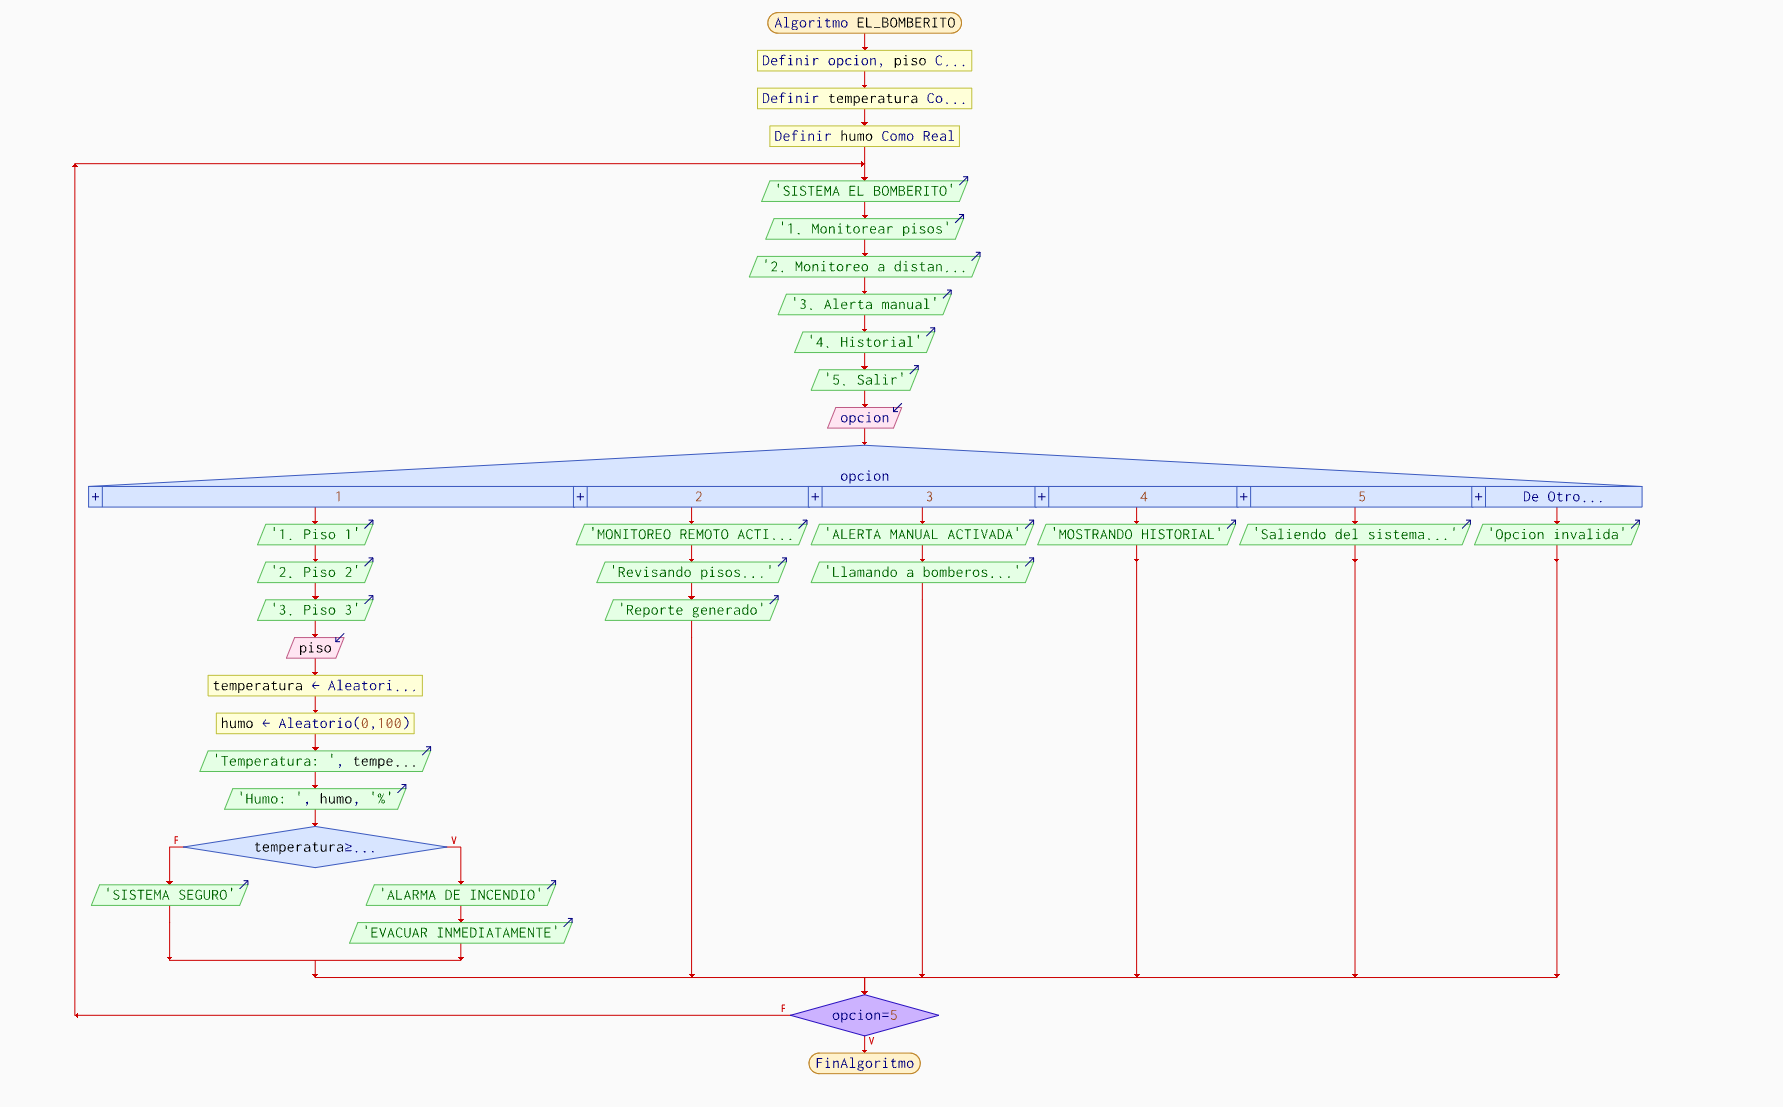 Algoritmo EL_BOMBERITO
Definir opcion, piso C...
Definir temperatura Co...
Definir humo Como Real
'SISTEMA EL BOMBERITO'
'1. Monitorear pisos'
'2. Monitoreo a distan...
'3. Alerta manual'
'4. Historial'
'5. Salir'
opcion
opcion
+ 1 + 2 + 3 + 4 + 5 + De Otro...
'1. Piso 1'
'2. Piso 2'
'3. Piso 3'
piso
temperatura ← Aleatori...
humo ← Aleatorio(0,100)
'Temperatura: ', tempe...
'Humo: ', humo, '%'
temperatura≥...
F
V
'SISTEMA SEGURO'
'ALARMA DE INCENDIO'
'EVACUAR INMEDIATAMENTE'
'MONITOREO REMOTO ACTI...
'Revisando pisos...'
'Reporte generado'
'ALERTA MANUAL ACTIVADA'
'Llamando a bomberos...'
'MOSTRANDO HISTORIAL'
'Saliendo del sistema...'
'Opcion invalida'
opcion=5
F
V
FinAlgoritmo